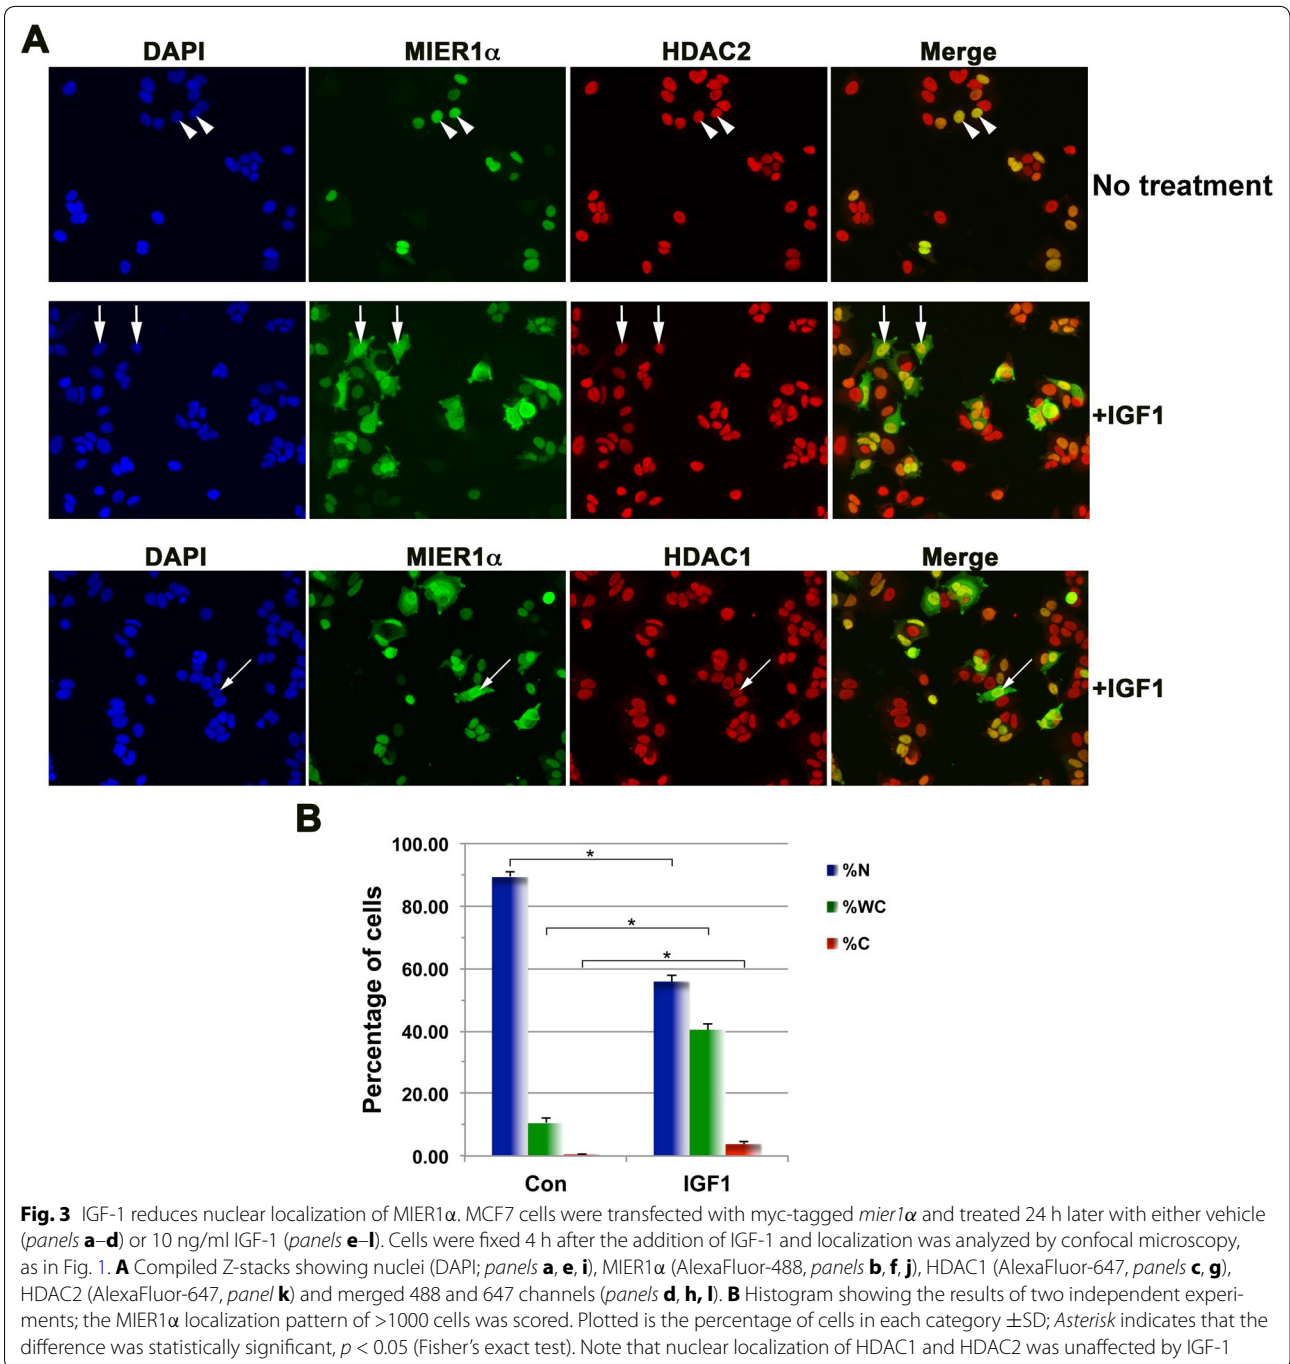 A
DAPI MIER1α HDAC2 Merge
No treatment
+IGF1
DAPI MIER1α HDAC1 Merge
+IGF1
B
100.00
80.00
60.00
40.00
20.00
0.00
Percentage of cells
*
*
*
%N
%WC
%C
Con IGF1
Fig. 3 IGF-1 reduces nuclear localization of MIER1α. MCF7 cells were transfected with myc-tagged mier1α and treated 24 h later with either vehicle
(panels a–d) or 10 ng/ml IGF-1 (panels e–l). Cells were fixed 4 h after the addition of IGF-1 and localization was analyzed by confocal microscopy,
as in Fig. 1. A Compiled Z-stacks showing nuclei (DAPI; panels a, e, i), MIER1α (AlexaFluor-488, panels b, f, j), HDAC1 (AlexaFluor-647, panels c, g),
HDAC2 (AlexaFluor-647, panel k) and merged 488 and 647 channels (panels d, h, l). B Histogram showing the results of two independent experi-
ments; the MIER1α localization pattern of >1000 cells was scored. Plotted is the percentage of cells in each category ±SD; Asterisk indicates that the
difference was statistically significant, p < 0.05 (Fisher's exact test). Note that nuclear localization of HDAC1 and HDAC2 was unaffected by IGF-1